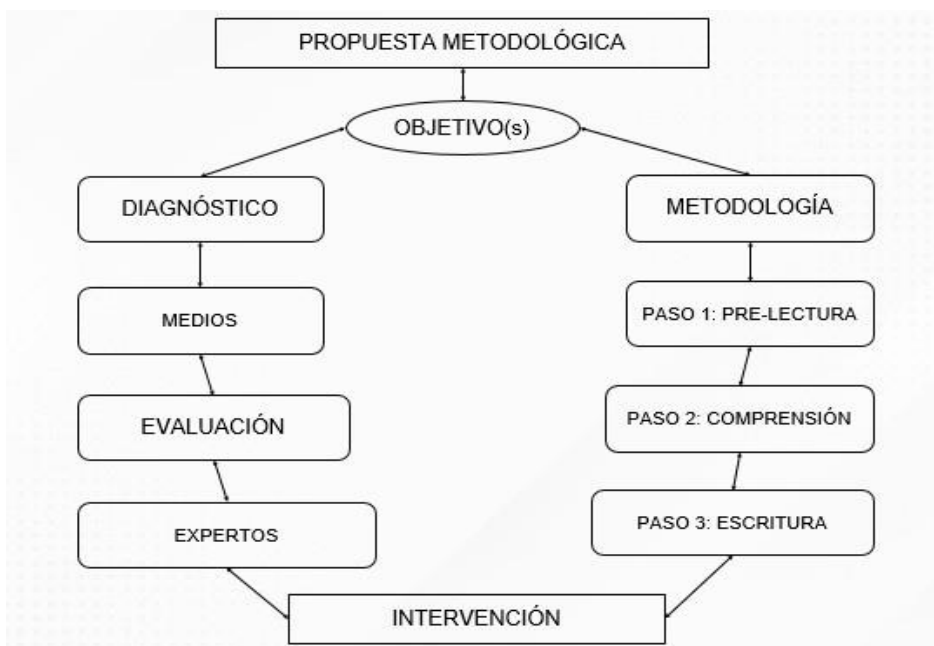 PROPUESTA METODOLÓGICA
OBJETIVO(s)
DIAGNÓSTICO
METODOLOGÍA
MEDIOS
PASO 1: PRE-LECTURA
EVALUACIÓN
PASO 2: COMPRENSIÓN
EXPERTOS
PASO 3: ESCRITURA
INTERVENCIÓN